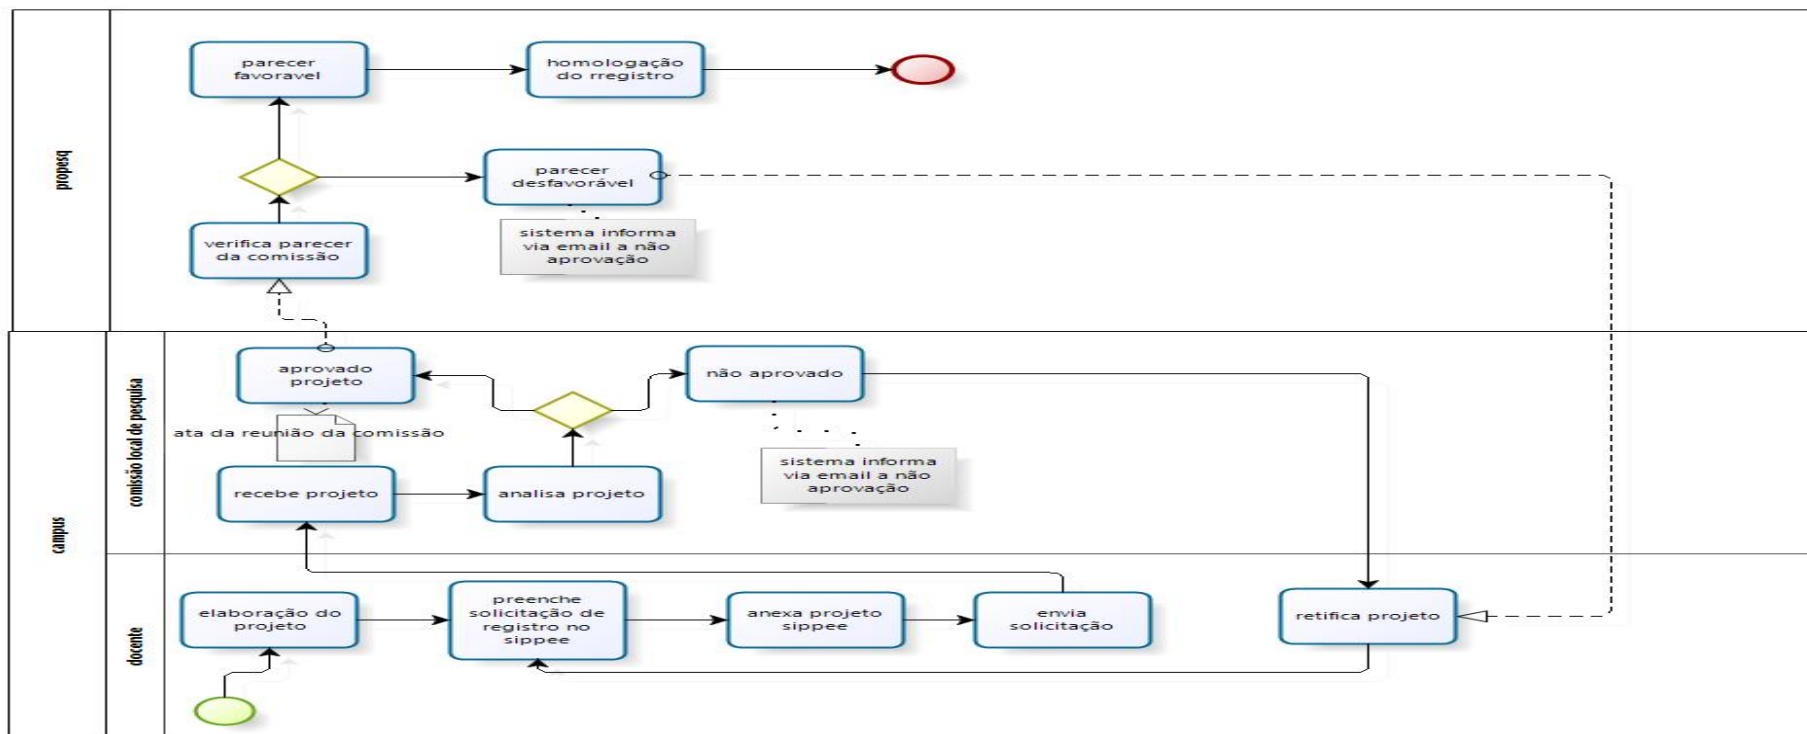 propesq
parecer
favoravel
homologação
do rregistro
parecer
desfavorável
sistema informa
via email a não
aprovação
verifica parecer
da comissão
campus
comissão local de pesquisa
aprovado
projeto
ata da reunião da comissão
não aprovado
sistema informa
via email a não
aprovação
recebe projeto
analisa projeto
docente
elaboração do
projeto
preenche
solicitação de
registro no
sippee
anexa projeto
sippee
envia
solicitação
retifica projeto